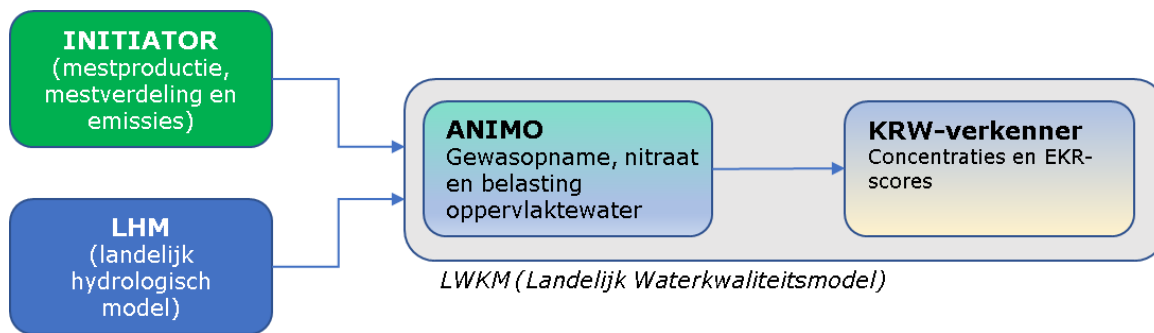 INITIATOR
(mestproductie,
mestverdeling en
emissies)
LHM
(landelijk
hydrologisch
model)
ANIMO
Gewasopname, nitraat
en belasting
oppervlaktewater
KRW-verkenner
Concentraties en EKR-
scores
LWKM (Landelijk Waterkwaliteitsmodel)